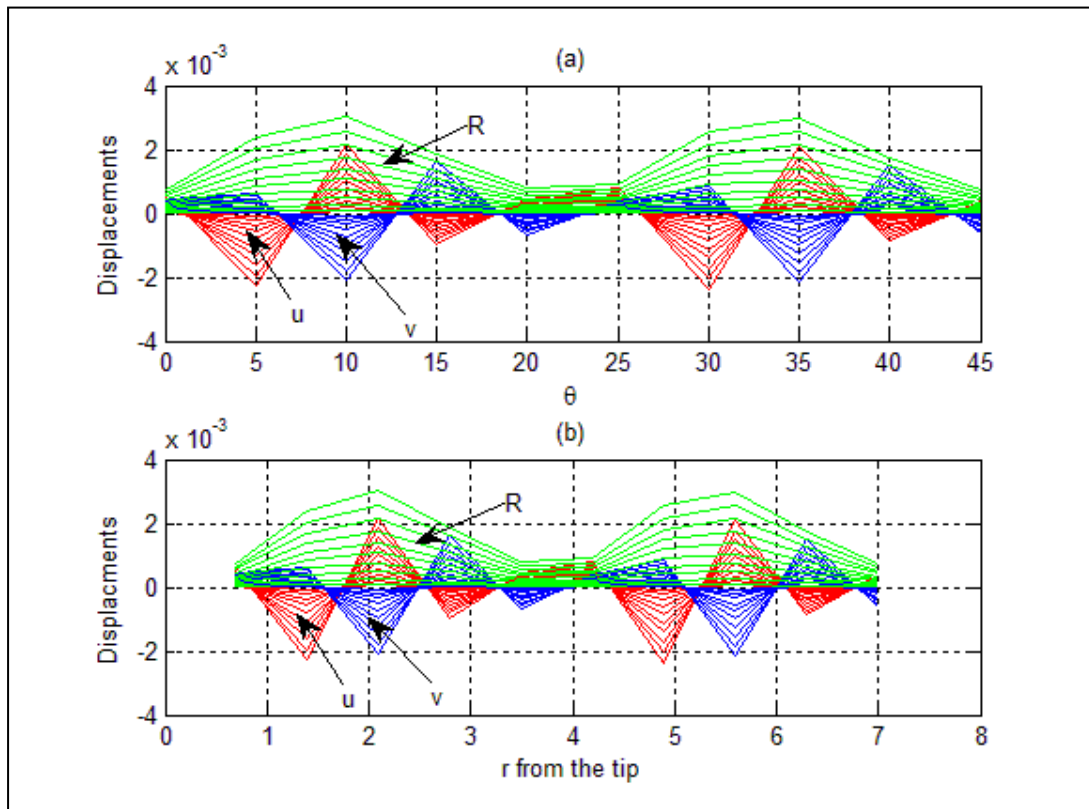 (a)
x 10^-3
Displacements
4
2
0
-2
-4
R
u
v
0 5 10 15 20 25 30 35 40 45
θ
(b)
x 10^-3
Displacments
4
2
0
-2
-4
R
u
v
0 1 2 3 4 5 6 7 8
r from the tip